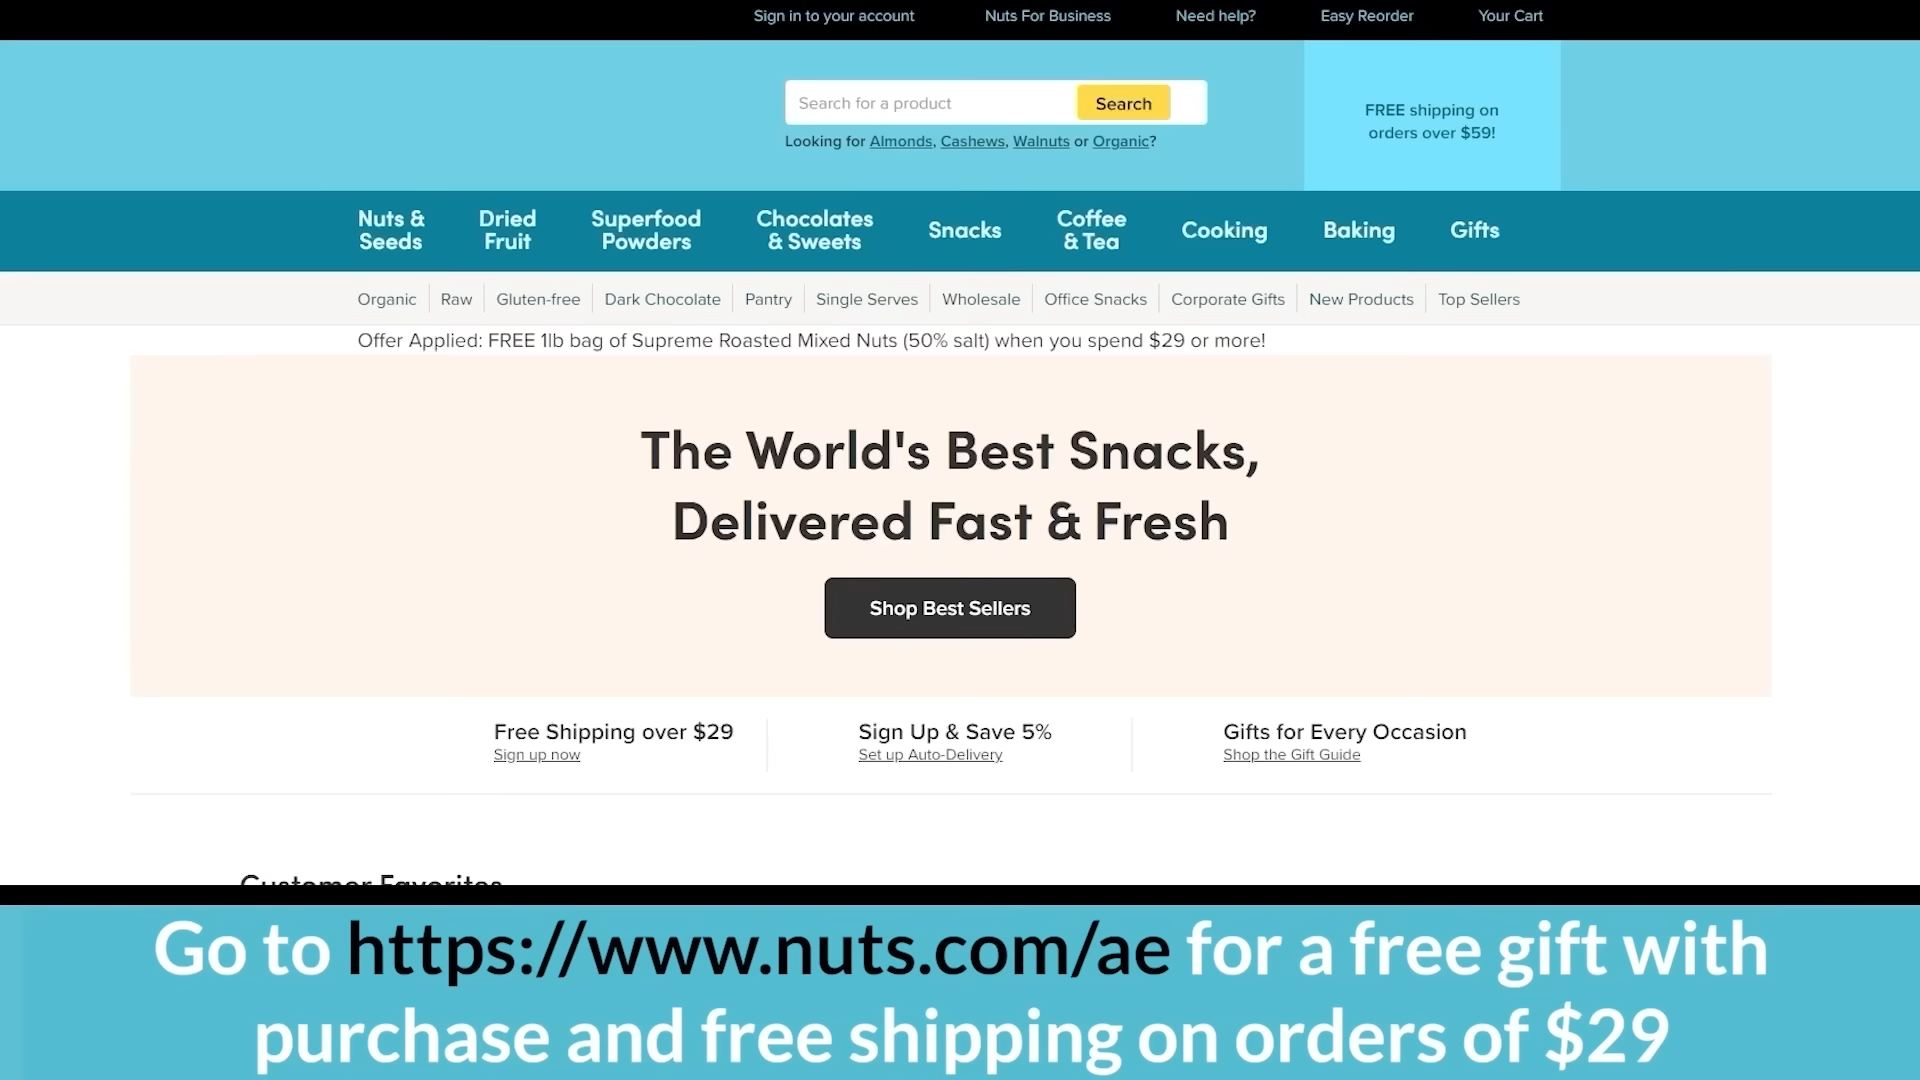 Sign in to your account Nuts For Business Need help? Easy Reorder Your Cart
Search for a product Search
Looking for Almonds, Cashews, Walnuts or Organic?
FREE shipping on
orders over $59!
Nuts &
Seeds
Dried
Fruit
Superfood
Powders
Chocolates
& Sweets
Snacks
Coffee
& Tea
Cooking
Baking
Gifts
Organic Raw Gluten-free Dark Chocolate Pantry Single Serves Wholesale Office Snacks Corporate Gifts New Products Top Sellers
Offer Applied: FREE 1lb bag of Supreme Roasted Mixed Nuts (50% salt) when you spend $29 or more!
The World's Best Snacks,
Delivered Fast & Fresh
Shop Best Sellers
Free Shipping over $29
Sign up now
Sign Up & Save 5%
Set up Auto-Delivery
Gifts for Every Occasion
Shop the Gift Guide
Customer Favorites
Go to https://www.nuts.com/ae for a free gift with
purchase and free shipping on orders of $29